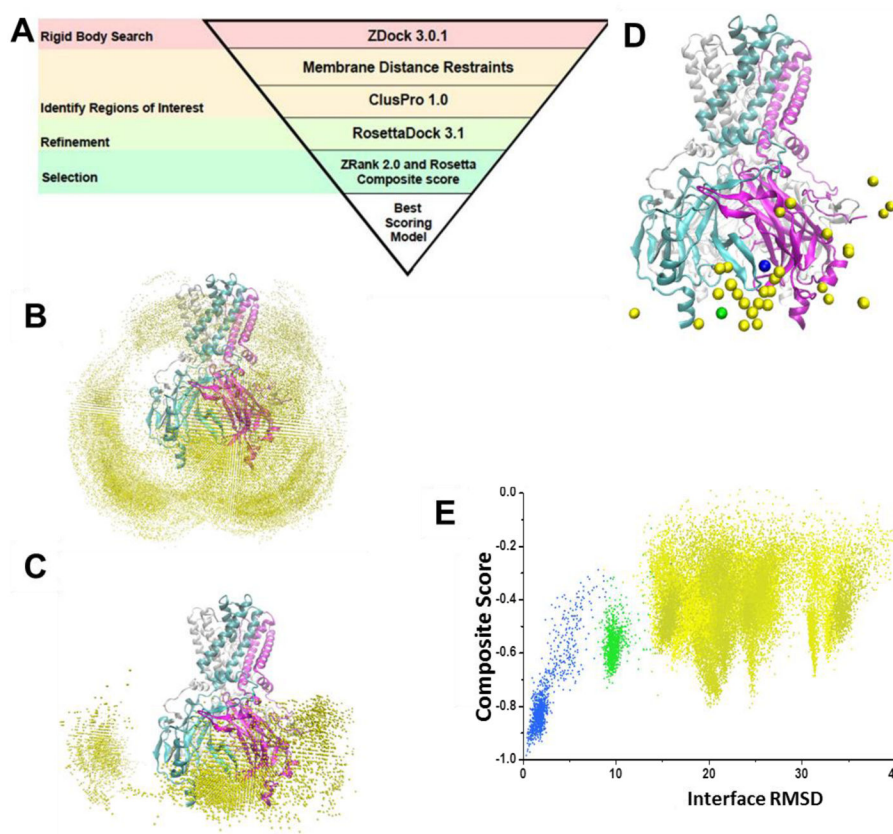 A
Rigid Body Search
ZDock 3.0.1
Membrane Distance Restraints
Identify Regions of Interest
ClusPro 1.0
Refinement
RosettaDock 3.1
Selection
ZRank 2.0 and Rosetta
Composite score
Best
Scoring
Model
B
C
D
E
0.0
-0.2
-0.4
-0.6
-0.8
-1.0
Composite Score
0
10
20
30
Interface RMSD